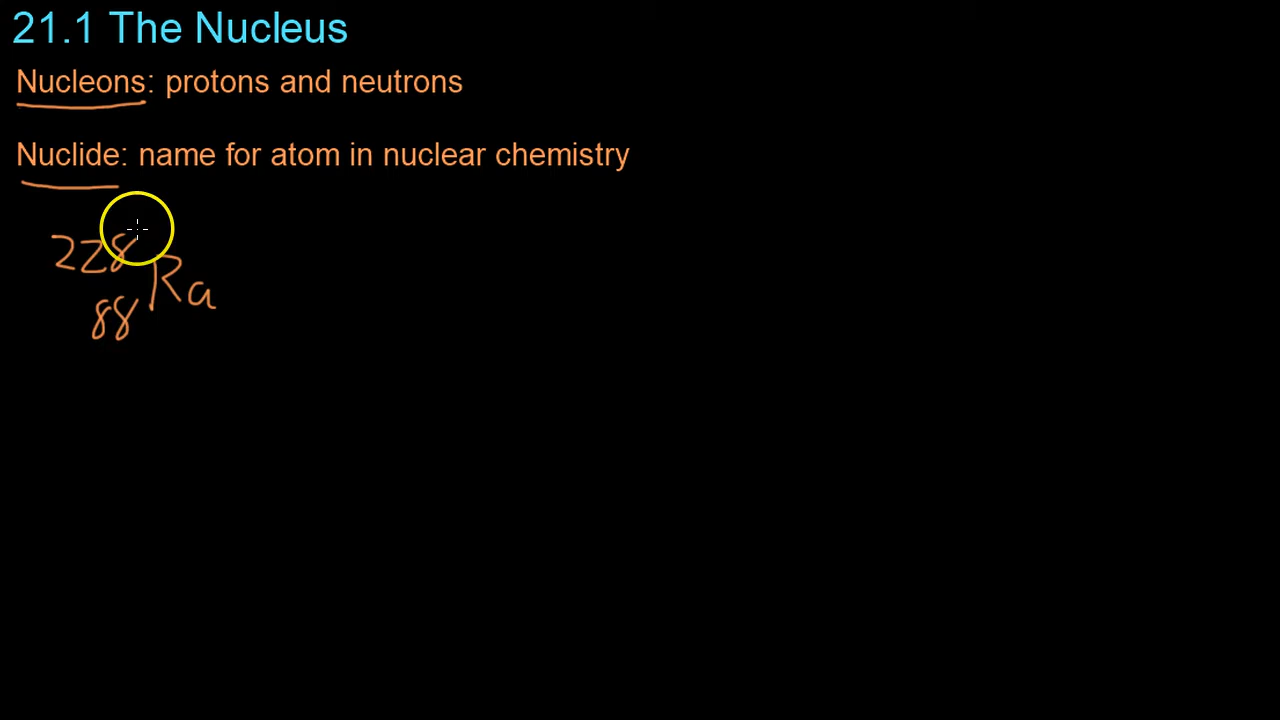 21.1 The Nucleus
Nucleons: protons and neutrons
Nuclide: name for atom in nuclear chemistry
228
Ra
88